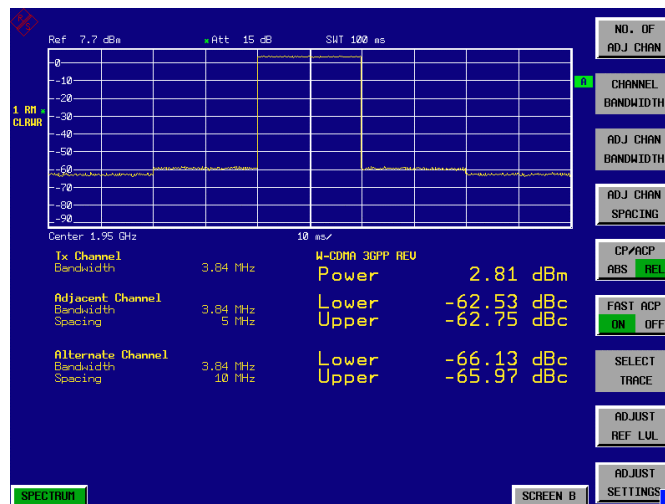 Ref 7.7 dBm * Att 15 dB SWT 100 ms
NO. OF
ADJ CHAN
0
-10
-20
-30
-40
-50
-60
-70
-80
-90
A
1 RM *
CLRWR
CHANNEL
BANDWIDTH
ADJ CHAN
BANDWIDTH
ADJ CHAN
SPACING
Center 1.95 GHz 10 ms/
Tx Channel W-CDMA 3GPP REV
Bandwidth 3.84 MHz Power 2.81 dBm
CP/ACP
ABS REL
Adjacent Channel Lower -62.53 dBc
Bandwidth 3.84 MHz Upper -62.75 dBc
Spacing 5 MHz
FAST ACP
ON OFF
Alternate Channel Lower -66.13 dBc
Bandwidth 3.84 MHz Upper -65.97 dBc
Spacing 10 MHz
SELECT
TRACE
ADJUST
REF LVL
ADJUST
SETTINGS
SPECTRUM SCREEN B